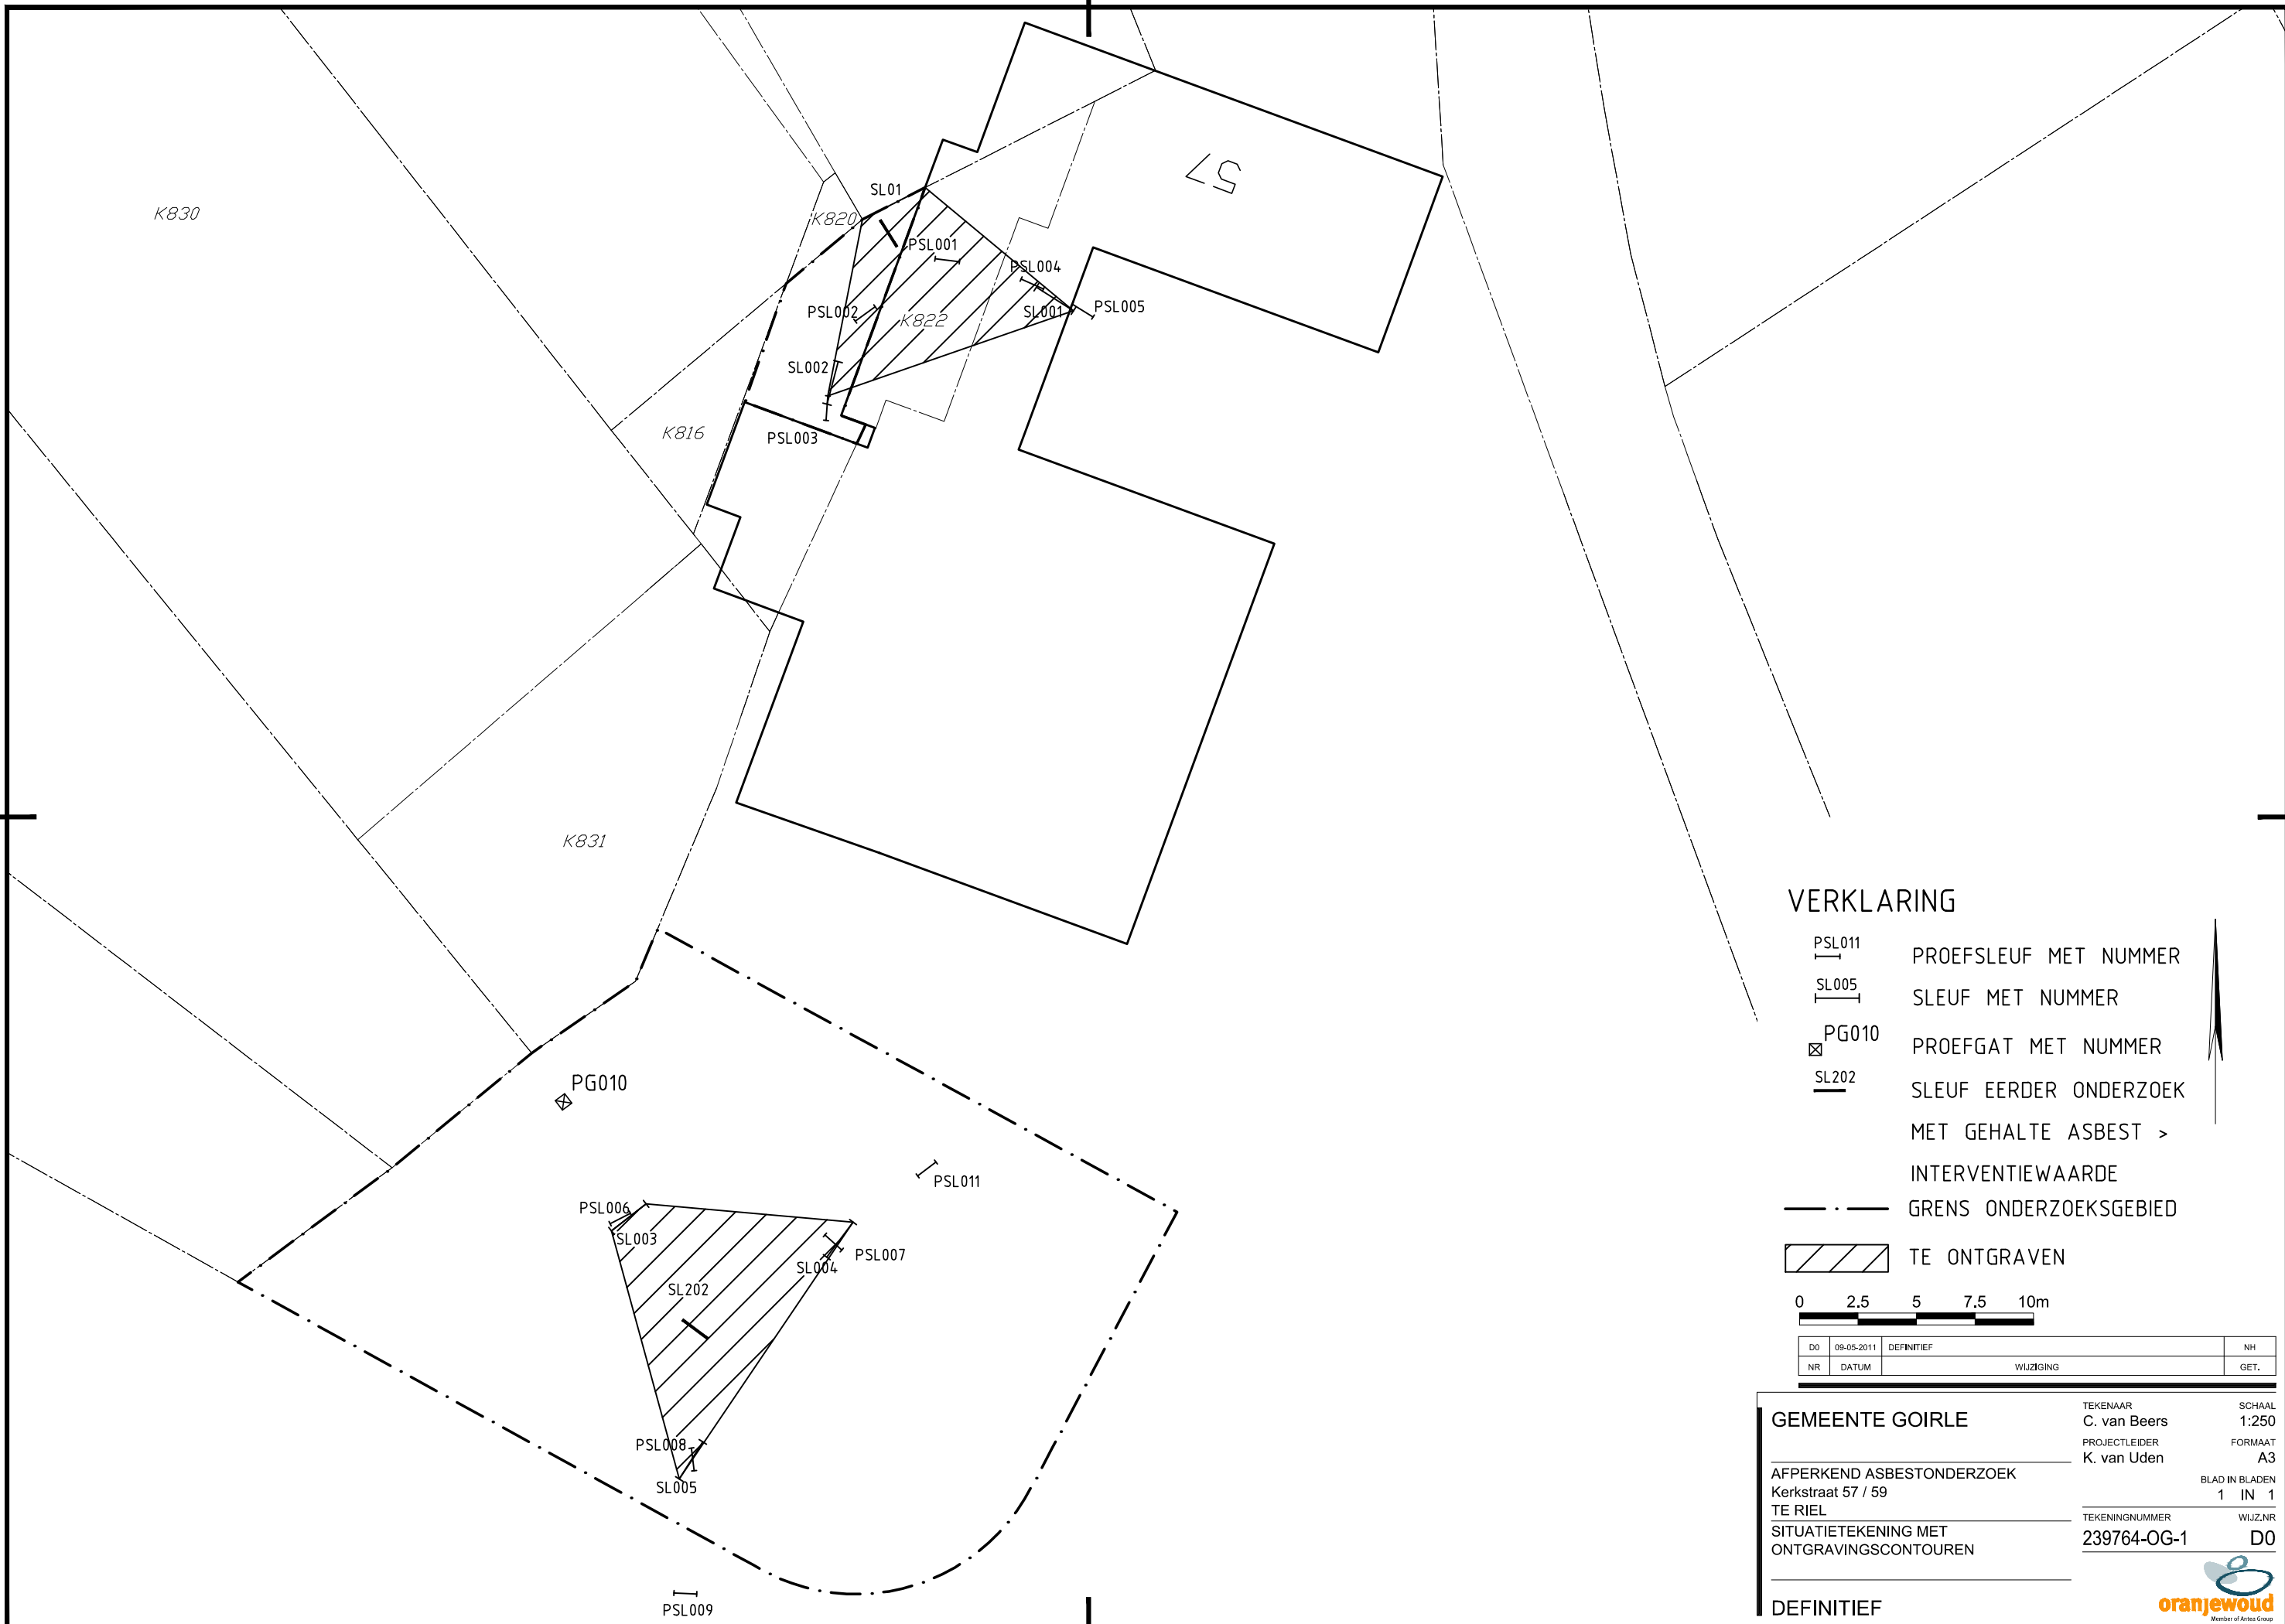 57
K830
SL01
K820
PSL001
PSL004
PSL002
K822
SL001
PSL005
SL002
K816
PSL003
K831
PG010
PSL011
PSL006
SL003
PSL007
SL004
SL202
PSL008
SL005
PSL009
VERKLARING
PSL011
PROEFSLEUF MET NUMMER
SL005
SLEUF MET NUMMER
PG010
PROEFGAT MET NUMMER
SL202
SLEUF EERDER ONDERZOEK
MET GEHALTE ASBEST >
INTERVENTIEWAARDE
GRENS ONDERZOEKSGEBIED
TE ONTGRAVEN
0 2.5 5 7.5 10m
D0 09-05-2011 DEFINITIEF NH
NR DATUM WIJZIGING GET.
GEMEENTE GOIRLE
TEKENAAR SCHAAL
C. van Beers 1:250
PROJECTLEIDER FORMAAT
K. van Uden A3
AFPERKEND ASBESTONDERZOEK
Kerkstraat 57 / 59
TE RIEL
BLAD IN BLADEN
1 IN 1
SITUATIETEKENING MET
ONTGRAVINGSCONTOUREN
TEKENINGNUMMER WIJZ.NR
239764-OG-1 D0
DEFINITIEF
oranjewoud
Member of Antea Group